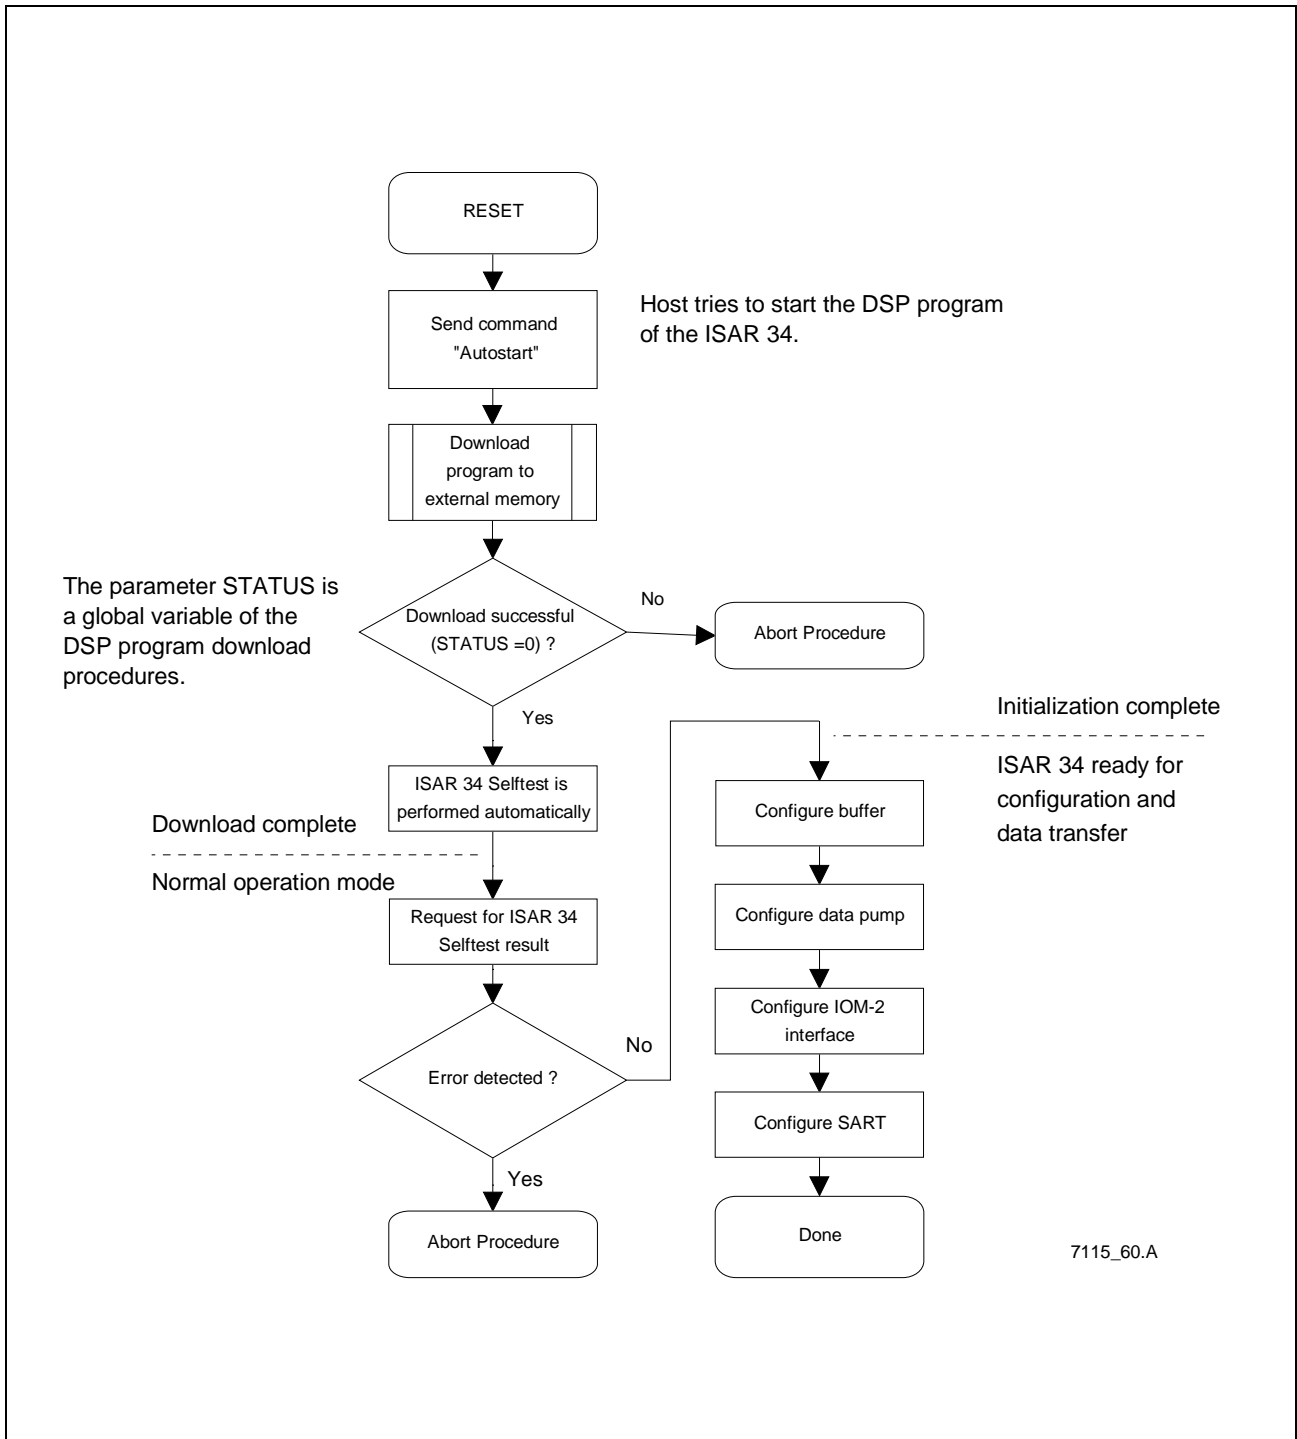 RESET
Send command
"Autostart"
Host tries to start the DSP program
of the ISAR 34.
Download
program to
external memory
The parameter STATUS is
a global variable of the
DSP program download
procedures.
Download successful
(STATUS =0) ?
No
Abort Procedure
Yes
ISAR 34 Selftest is
performed automatically
Download complete
Normal operation mode
Request for ISAR 34
Selftest result
Error detected ?
No
Yes
Abort Procedure
Initialization complete
ISAR 34 ready for
configuration and
data transfer
Configure buffer
Configure data pump
Configure IOM-2
interface
Configure SART
Done
7115_60.A